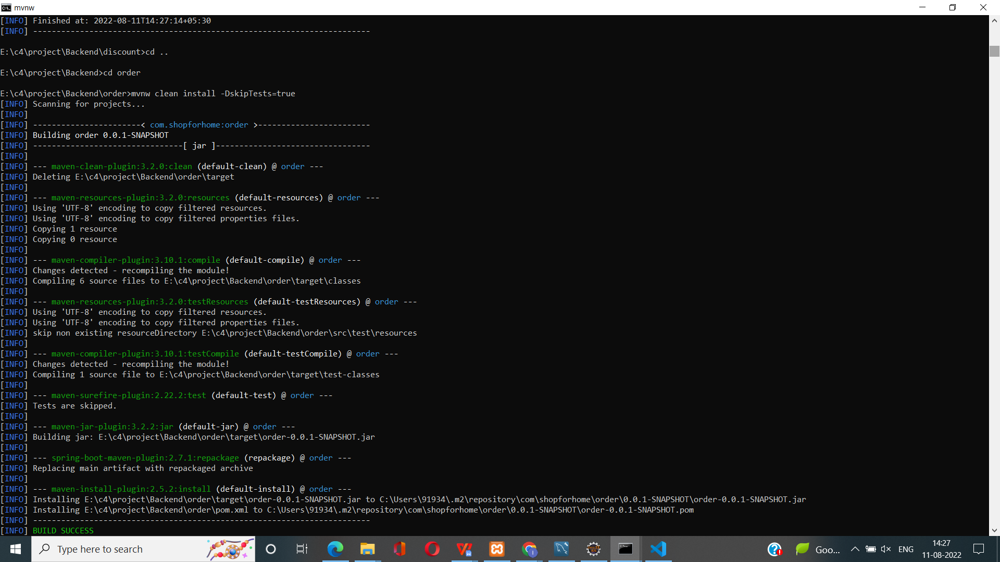 mvnw
[INFO] Finished at: 2022-08-11T14:27:14+05:30
[INFO] ------------------------------------------------------------------------
E:\c4\project\Backend\discount>cd ..
E:\c4\project\Backend>cd order
E:\c4\project\Backend\order>mvnw clean install -DskipTests=true
[INFO] Scanning for projects...
[INFO]
[INFO] -----------------------< com.shopforhome:order >------------------------
[INFO] Building order 0.0.1-SNAPSHOT
[INFO] --------------------------------[ jar ]---------------------------------
[INFO]
[INFO] --- maven-clean-plugin:3.2.0:clean (default-clean) @ order ---
[INFO] Deleting E:\c4\project\Backend\order\target
[INFO]
[INFO] --- maven-resources-plugin:3.2.0:resources (default-resources) @ order ---
[INFO] Using 'UTF-8' encoding to copy filtered resources.
[INFO] Using 'UTF-8' encoding to copy filtered properties files.
[INFO] Copying 1 resource
[INFO] Copying 0 resource
[INFO]
[INFO] --- maven-compiler-plugin:3.10.1:compile (default-compile) @ order ---
[INFO] Changes detected - recompiling the module!
[INFO] Compiling 6 source files to E:\c4\project\Backend\order\target\classes
[INFO]
[INFO] --- maven-resources-plugin:3.2.0:testResources (default-testResources) @ order ---
[INFO] Using 'UTF-8' encoding to copy filtered resources.
[INFO] Using 'UTF-8' encoding to copy filtered properties files.
[INFO] skip non existing resourceDirectory E:\c4\project\Backend\order\src\test\resources
[INFO]
[INFO] --- maven-compiler-plugin:3.10.1:testCompile (default-testCompile) @ order ---
[INFO] Changes detected - recompiling the module!
[INFO] Compiling 1 source file to E:\c4\project\Backend\order\target\test-classes
[INFO]
[INFO] --- maven-surefire-plugin:2.22.2:test (default-test) @ order ---
[INFO] Tests are skipped.
[INFO]
[INFO] --- maven-jar-plugin:3.2.2:jar (default-jar) @ order ---
[INFO] Building jar: E:\c4\project\Backend\order\target\order-0.0.1-SNAPSHOT.jar
[INFO]
[INFO] --- spring-boot-maven-plugin:2.7.1:repackage (repackage) @ order ---
[INFO] Replacing main artifact with repackaged archive
[INFO]
[INFO] --- maven-install-plugin:2.5.2:install (default-install) @ order ---
[INFO] Installing E:\c4\project\Backend\order\target\order-0.0.1-SNAPSHOT.jar to C:\Users\91934\.m2\repository\com\shopforhome\order\0.0.1-SNAPSHOT\order-0.0.1-SNAPSHOT.jar
[INFO] Installing E:\c4\project\Backend\order\pom.xml to C:\Users\91934\.m2\repository\com\shopforhome\order\0.0.1-SNAPSHOT\order-0.0.1-SNAPSHOT.pom
[INFO] ------------------------------------------------------------------------
[INFO] BUILD SUCCESS
Type here to search
Goo...
ENG
14:27
11-08-2022